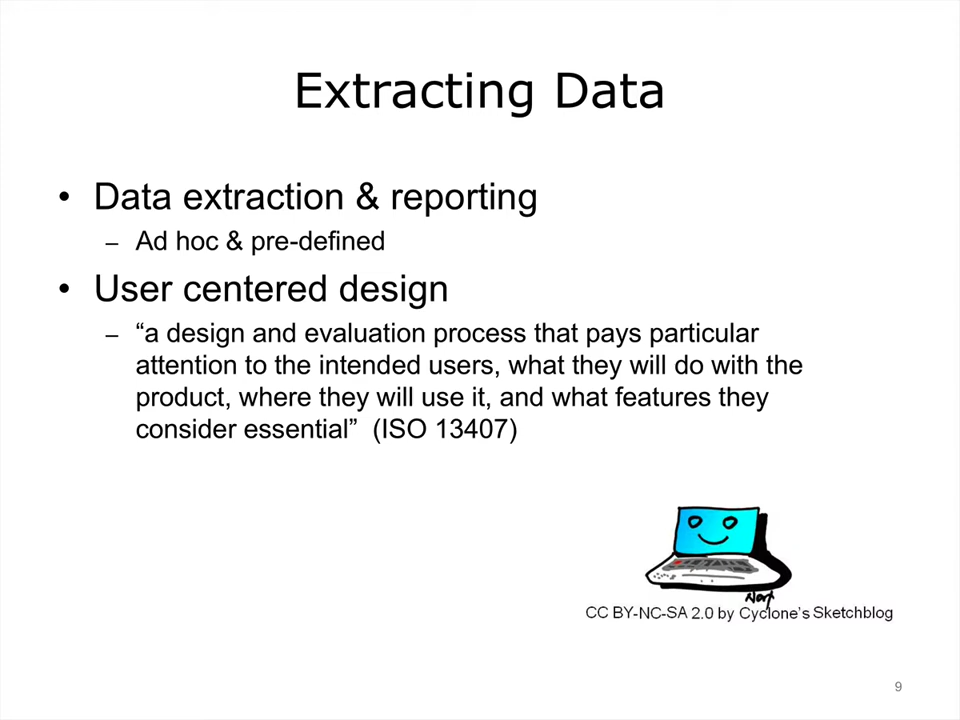 Extracting Data
• Data extraction & reporting
– Ad hoc & pre-defined
• User centered design
– “a design and evaluation process that pays particular
attention to the intended users, what they will do with the
product, where they will use it, and what features they
consider essential” (ISO 13407)
CC BY-NC-SA 2.0 by Cyclone’s Sketchblog
9